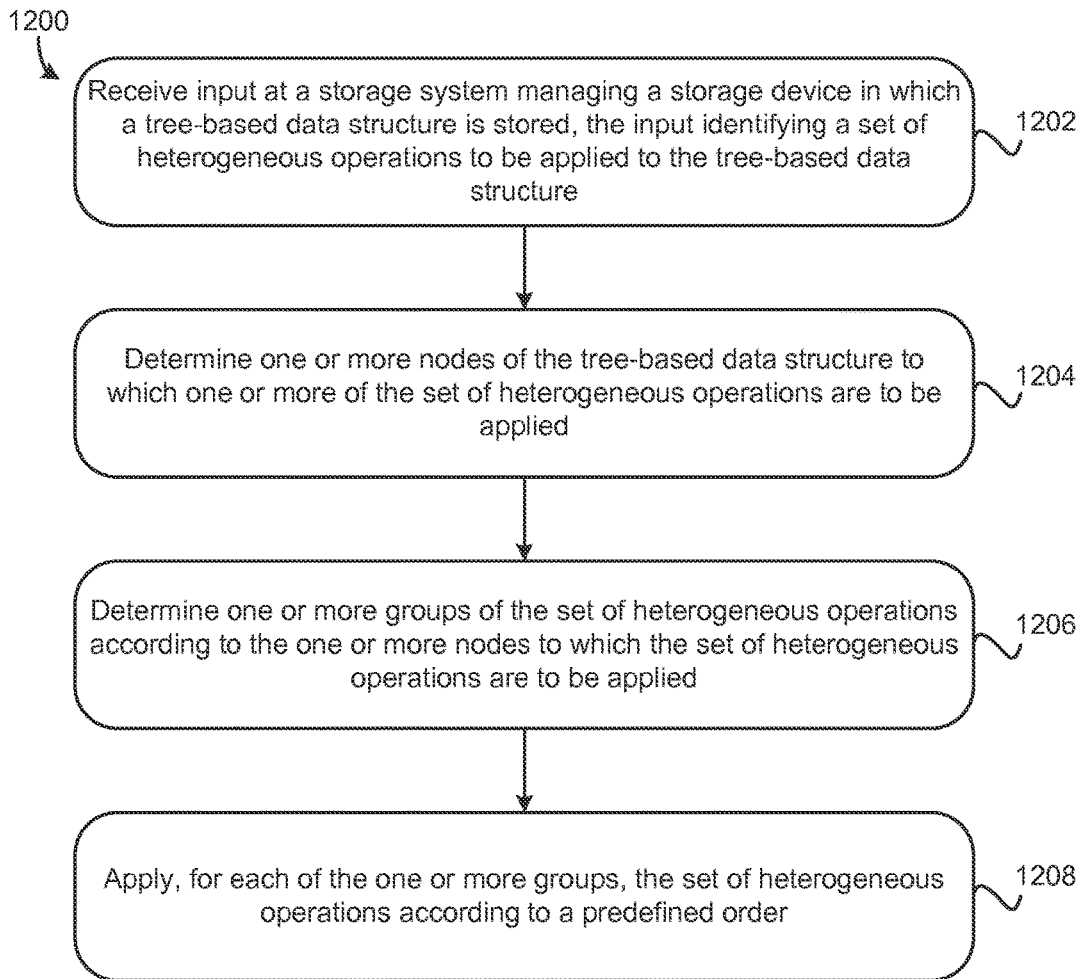 1200
Receive input at a storage system managing a storage device in which
a tree-based data structure is stored, the input identifying a set of
heterogeneous operations to be applied to the tree-based data
structure
1202
Determine one or more nodes of the tree-based data structure to
which one or more of the set of heterogeneous operations are to be
applied
1204
Determine one or more groups of the set of heterogeneous operations
according to the one or more nodes to which the set of heterogeneous
operations are to be applied
1206
Apply, for each of the one or more groups, the set of heterogeneous
operations according to a predefined order
1208